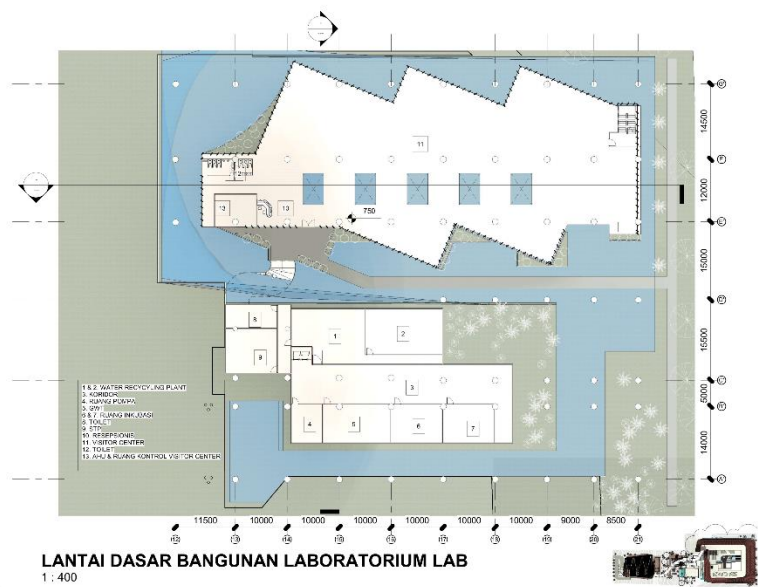 14500
11
12000
12
13
10
750
15000
8
1
2
15500
9
3
5000
4
5
6
7
14000
1 & 2. WATER RECYCYLING PLANT
3. KORIDOR
4. RUANG POMPA
5. GWT
6 & 7. RUANG INKUBASI
8. TOILET
9. STP
10. RESEPSIONIS
11. VISITOR CENTER
12. TOILET
13. AHU & RUANG KONTROL VISITOR CENTER
11500 10000 10000 10000 10000 10000 10000 9000 8500
LANTAI DASAR BANGUNAN LABORATORIUM LAB
1 : 400